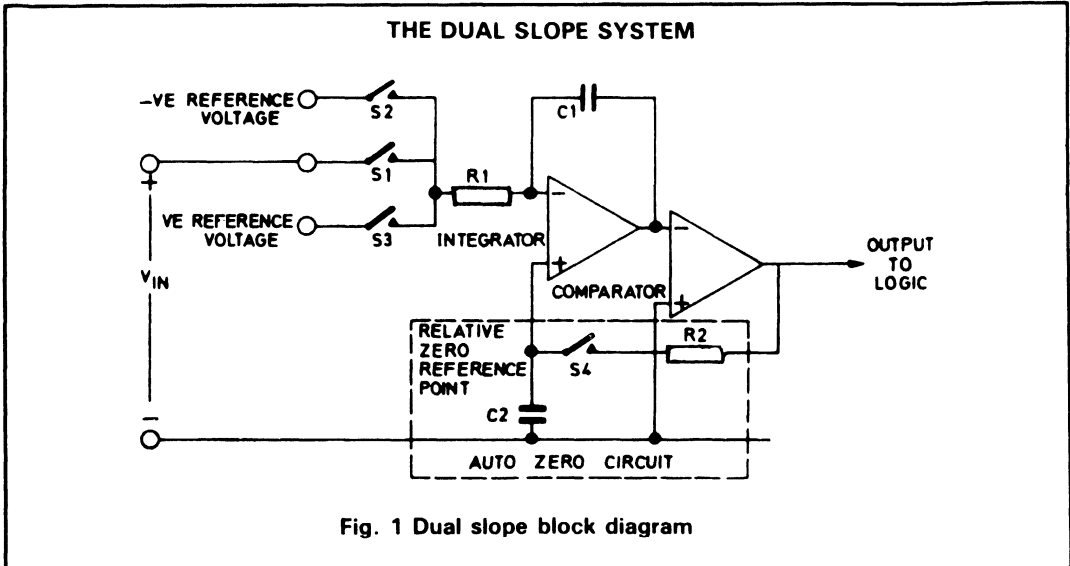 THE DUAL SLOPE SYSTEM
-VE REFERENCE
VOLTAGE
S2
C1
S1
R1
+
-
VE REFERENCE
VOLTAGE
S3
INTEGRATOR
-
OUTPUT
TO
LOGIC
VIN
+
COMPARATOR
+
RELATIVE
ZERO
REFERENCE
POINT
S4
R2
C2
-
AUTO ZERO CIRCUIT
Fig. 1 Dual slope block diagram